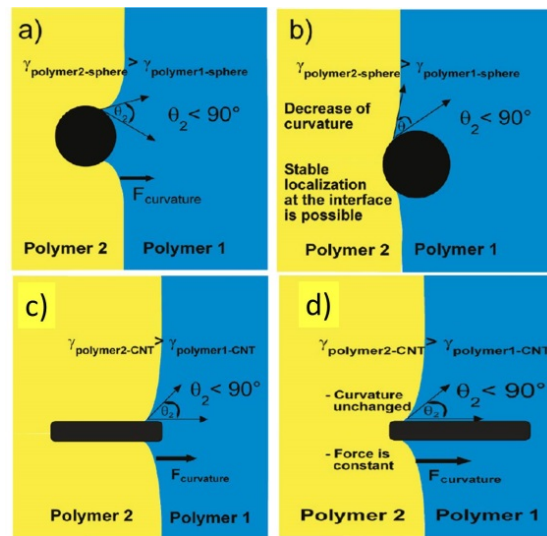 a)
γpolymer2-sphere > γpolymer1-sphere
θ2
θ2 < 90°
Fcurvature
Polymer 2 Polymer 1
b)
γpolymer2-sphere > γpolymer1-sphere
Decrease of
curvature
θ2 < 90°
Stable
localization
at the interface
is possible
Polymer 2 Polymer 1
c)
γpolymer2-CNT > γpolymer1-CNT
θ2 < 90°
θ2
Fcurvature
Polymer 2 Polymer 1
d)
γpolymer2-CNT > γpolymer1-CNT
θ2 < 90°
- Curvature
unchanged
θ2
- Force is
constant
Fcurvature
Polymer 2 Polymer 1